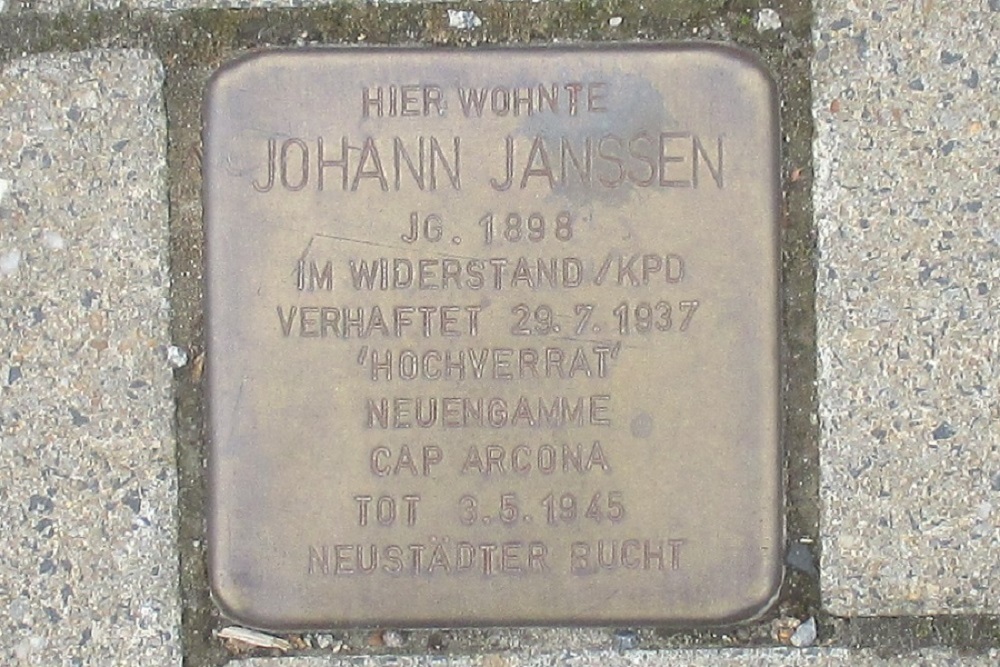 HIER WOHNTE
JOHANN JANSSEN
JG. 1898
IM WIDERSTAND/KPD
VERHAFTET 29.7.1937
'HOCHVERRAT'
NEUENGAMME
CAP ARCONA
TOT 3.5.1945
NEUSTÄDTER BUCHT